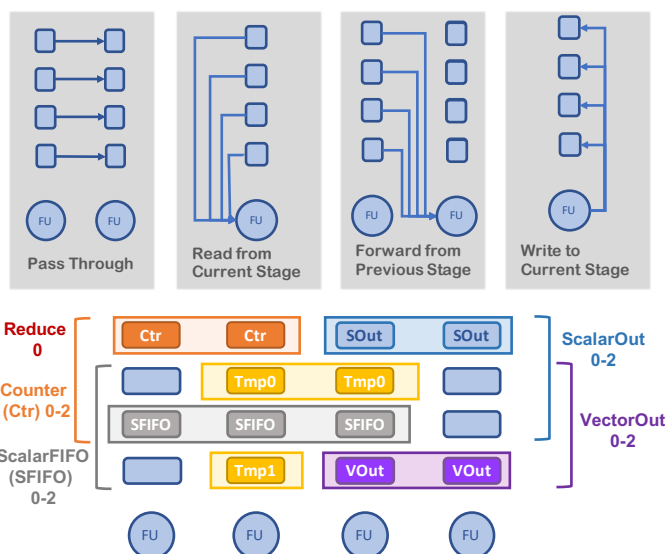 FU FU
Pass Through
FU
Read from
Current Stage
FU FU
Forward from
Previous Stage
FU
Write to
Current Stage
Reduce
0
Counter
(Ctr) 0-2
ScalarFIFO
(SFIFO)
0-2
Ctr Ctr SOut SOut
Tmp0 Tmp0
SFIFO SFIFO SFIFO
Tmp1 VOut VOut
FU FU FU FU
ScalarOut
0-2
VectorOut
0-2